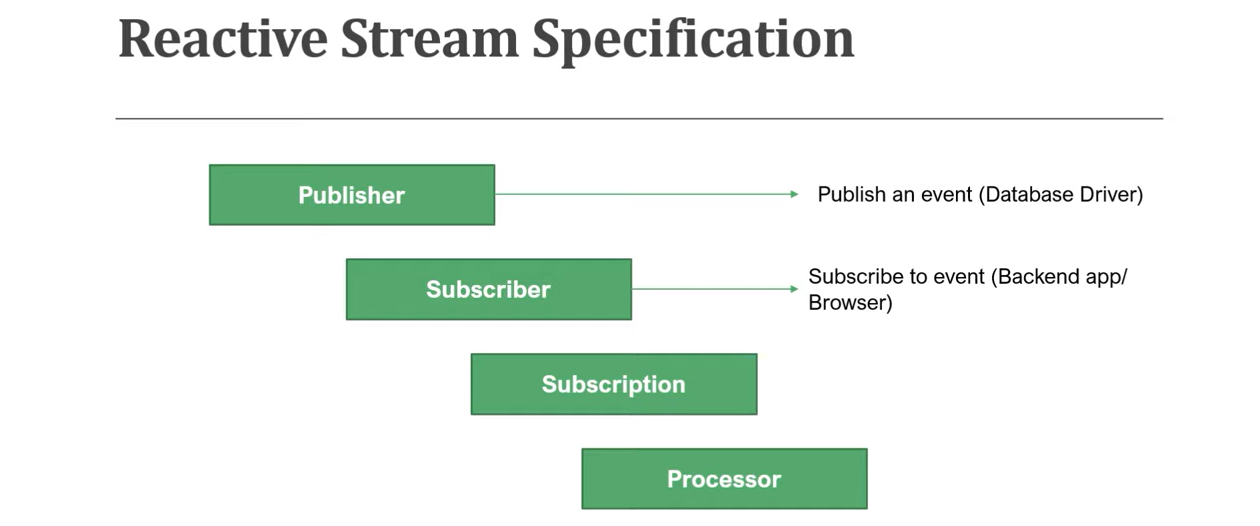 Reactive Stream Specification
Publisher
Publish an event (Database Driver)
Subscriber
Subscribe to event (Backend app/
Browser)
Subscription
Processor